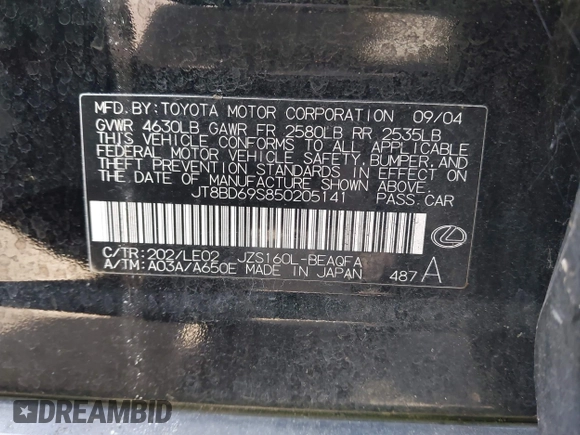 MFD.BY:TOYOTA MOTOR CORPORATION 09/04
GVWR 4630LB GAWR FR 2580LB RR 2535LB
THIS VEHICLE CONFORMS TO ALL APPLICABLE
FEDERAL MOTOR VEHICLE SAFETY, BUMPER, AND
THEFT PREVENTION STANDARDS IN EFFECT ON
THE DATE OF MANUFACTURE SHOWN ABOVE.
JT8BD69S850205141 PASS.CAR
C/TR:202/LE02 JZS160L-BEAQFA
A/TM:A03A/A650E MADE IN JAPAN 487 A
DREAMBID